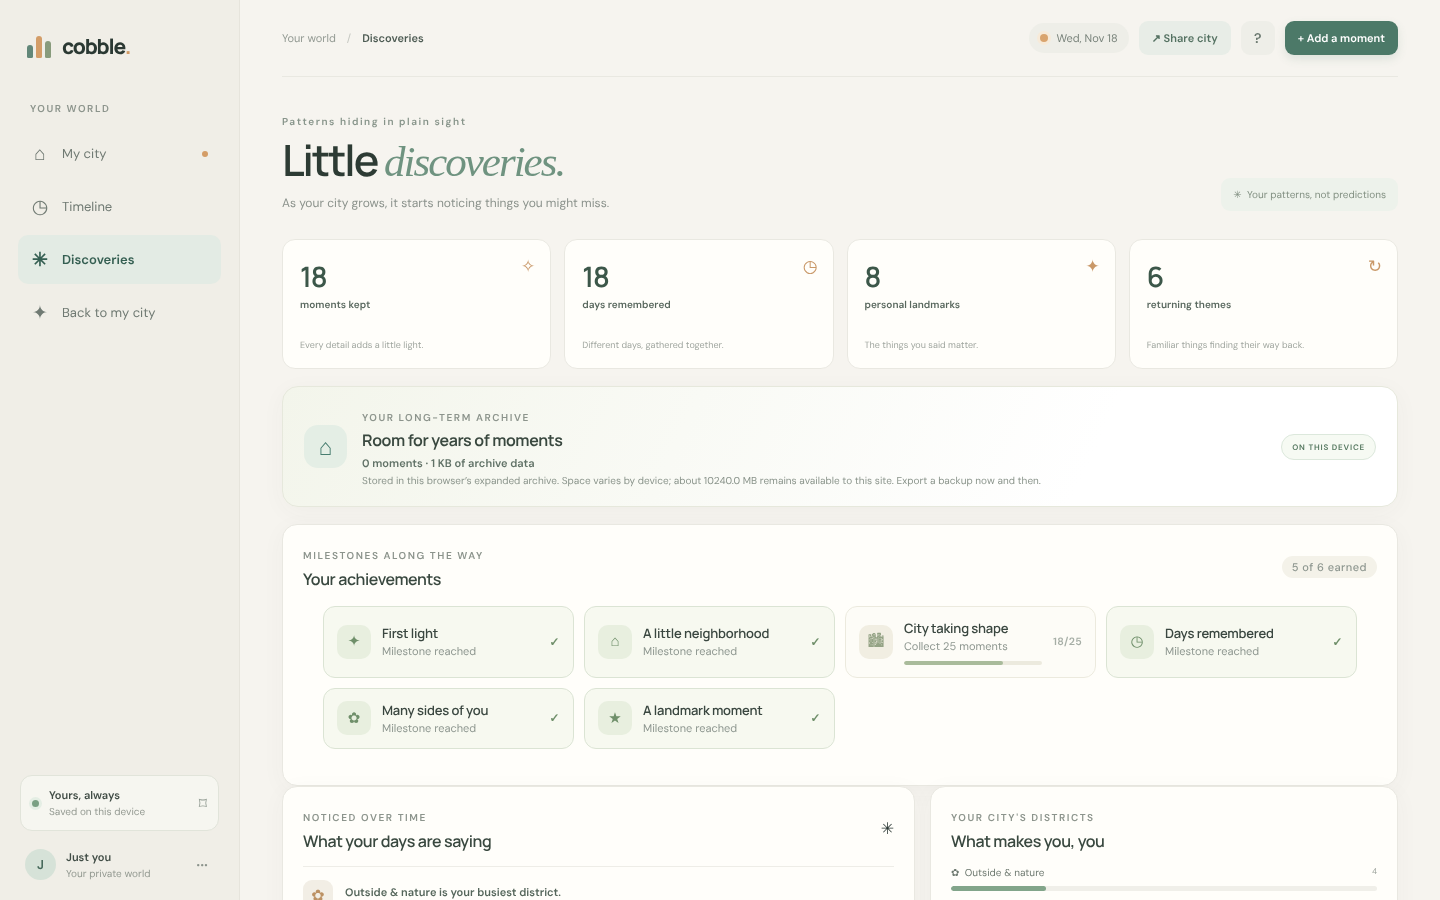 cobble.
YOUR WORLD
My city
Timeline
Discoveries
Back to my city
Yours, always
Saved on this device
J
Just you
Your private world
Your world / Discoveries
Wed, Nov 18
↗ Share city
?
+ Add a moment
Patterns hiding in plain sight
Little discoveries.
As your city grows, it starts noticing things you might miss.
✳ Your patterns, not predictions
18
moments kept
Every detail adds a little light.
18
days remembered
Different days, gathered together.
8
personal landmarks
The things you said matter.
6
returning themes
Familiar things finding their way back.
YOUR LONG-TERM ARCHIVE
Room for years of moments
0 moments · 1 KB of archive data
Stored in this browser's expanded archive. Space varies by device; about 10240.0 MB remains available to this site. Export a backup now and then.
ON THIS DEVICE
MILESTONES ALONG THE WAY
Your achievements
5 of 6 earned
First light
Milestone reached
✓
A little neighborhood
Milestone reached
✓
City taking shape
Collect 25 moments
18/25
Days remembered
Milestone reached
✓
Many sides of you
Milestone reached
✓
A landmark moment
Milestone reached
✓
NOTICED OVER TIME
What your days are saying
Outside & nature is your busiest district.
YOUR CITY'S DISTRICTS
What makes you, you
Outside & nature
4